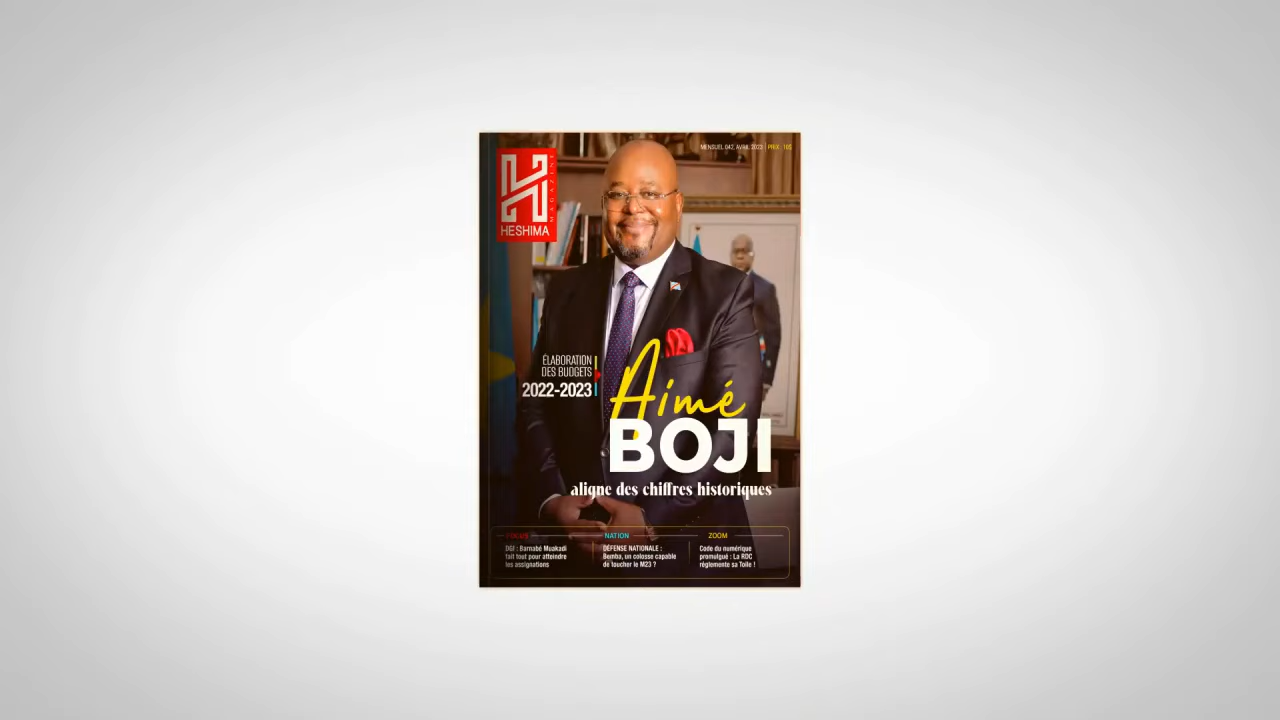 MENSUEL 042, AVRIL 2023 | PRIX : 10$
H
MAGAZINE
HESHIMA
ÉLABORATION
DES BUDGETS
2022-2023
Aimé
BOJI
aligne des chiffres historiques
FOCUS
DGI : Barnabé Muakadi
fait tout pour atteindre
les assignations
NATION
DÉFENSE NATIONALE :
Bemba, un colosse capable
de toucher le M23 ?
ZOOM
Code du numérique
promulgué : La RDC
réglemente sa Toile !